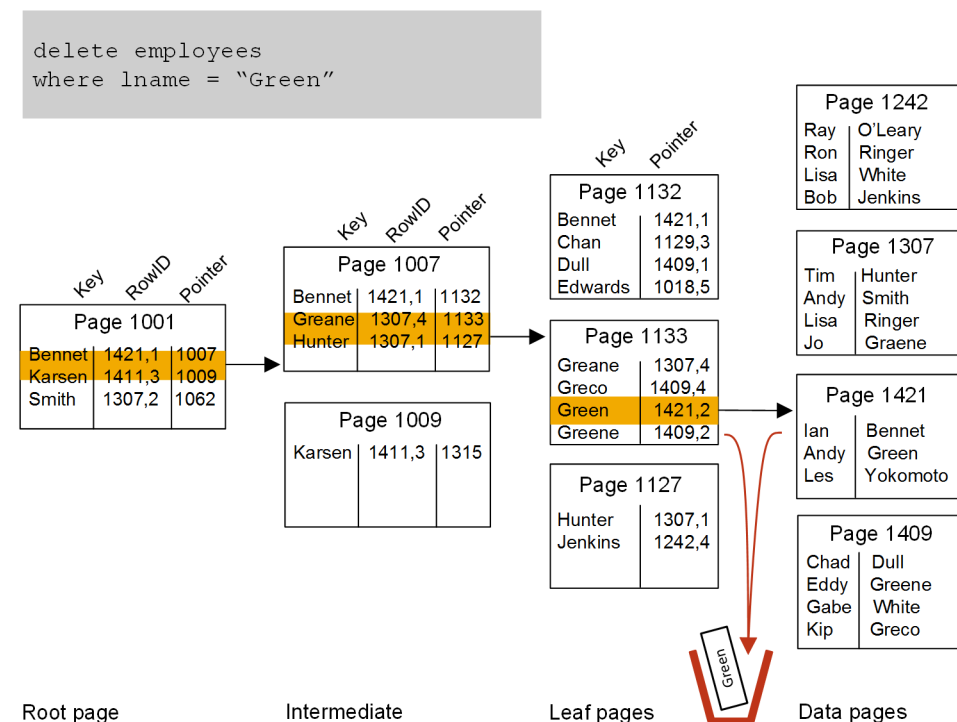 delete employees
where lname = “Green”
Key RowID Pointer
Page 1001
Bennet 1421,1 1007
Karsen 1411,3 1009
Smith 1307,2 1062
Root page
Key RowID Pointer
Page 1007
Bennet 1421,1 1132
Greane 1307,4 1133
Hunter 1307,1 1127
Page 1009
Karsen 1411,3 1315
Intermediate
Key Pointer
Page 1132
Bennet 1421,1
Chan 1129,3
Dull 1409,1
Edwards 1018,5
Page 1133
Greane 1307,4
Greco 1409,4
Green 1421,2
Greene 1409,2
Page 1127
Hunter 1307,1
Jenkins 1242,4
Leaf pages
Green
Page 1242
Ray O’Leary
Ron Ringer
Lisa White
Bob Jenkins
Page 1307
Tim Hunter
Andy Smith
Lisa Ringer
Jo Graene
Page 1421
Ian Bennet
Andy Green
Les Yokomoto
Page 1409
Chad Dull
Eddy Greene
Gabe White
Kip Greco
Data pages